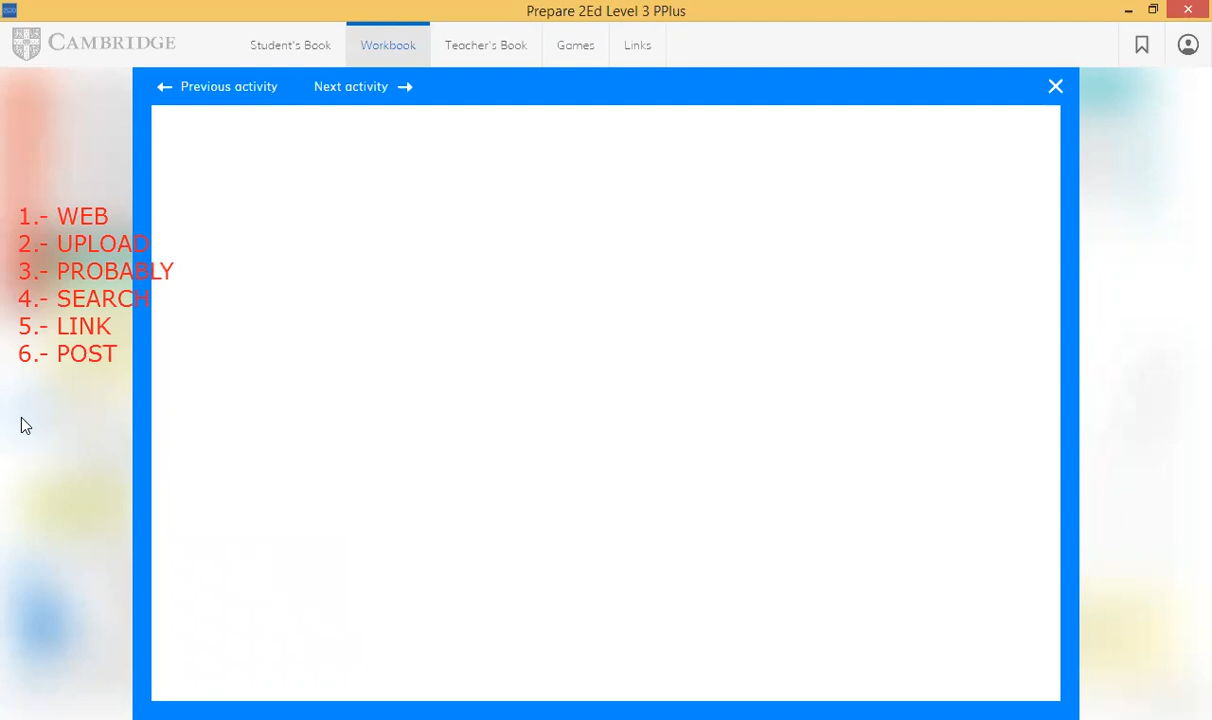 Prepare 2Ed Level 3 PPlus
CAMBRIDGE
Student's Book
Workbook
Teacher's Book
Games
Links
Previous activity
Next activity
1.- WEB
2.- UPLOAD
3.- PROBABLY
4.- SEARCH
5.- LINK
6.- POST